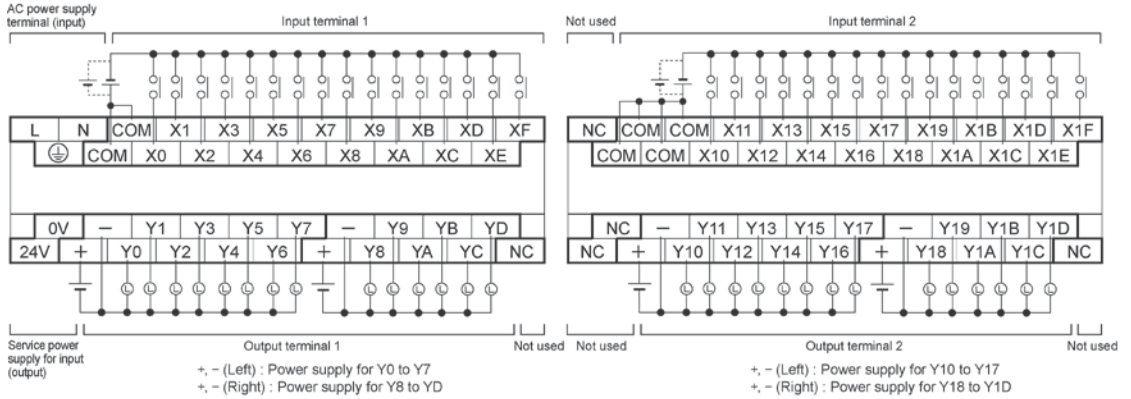 AC power supply
terminal (input)
Input terminal 1
L N COM X1 X3 X5 X7 X9 XB XD XF
COM X0 X2 X4 X6 X8 XA XC XE
0V − Y1 Y3 Y5 Y7 − Y9 YB YD
24V + Y0 Y2 Y4 Y6 + Y8 YA YC NC
L L L L L L L L L L L L L L
Service power
supply for input
(output)
Output terminal 1
Not used
+, − (Left) : Power supply for Y0 to Y7
+, − (Right) : Power supply for Y8 to YD
Not used
Input terminal 2
NC COM COM X11 X13 X15 X17 X19 X1B X1D X1F
COM COM X10 X12 X14 X16 X18 X1A X1C X1E
NC − Y11 Y13 Y15 Y17 − Y19 Y1B Y1D
NC + Y10 Y12 Y14 Y16 + Y18 Y1A Y1C NC
L L L L L L L L L L L L L L
Not used
Output terminal 2
Not used
+, − (Left) : Power supply for Y10 to Y17
+, − (Right) : Power supply for Y18 to Y1D